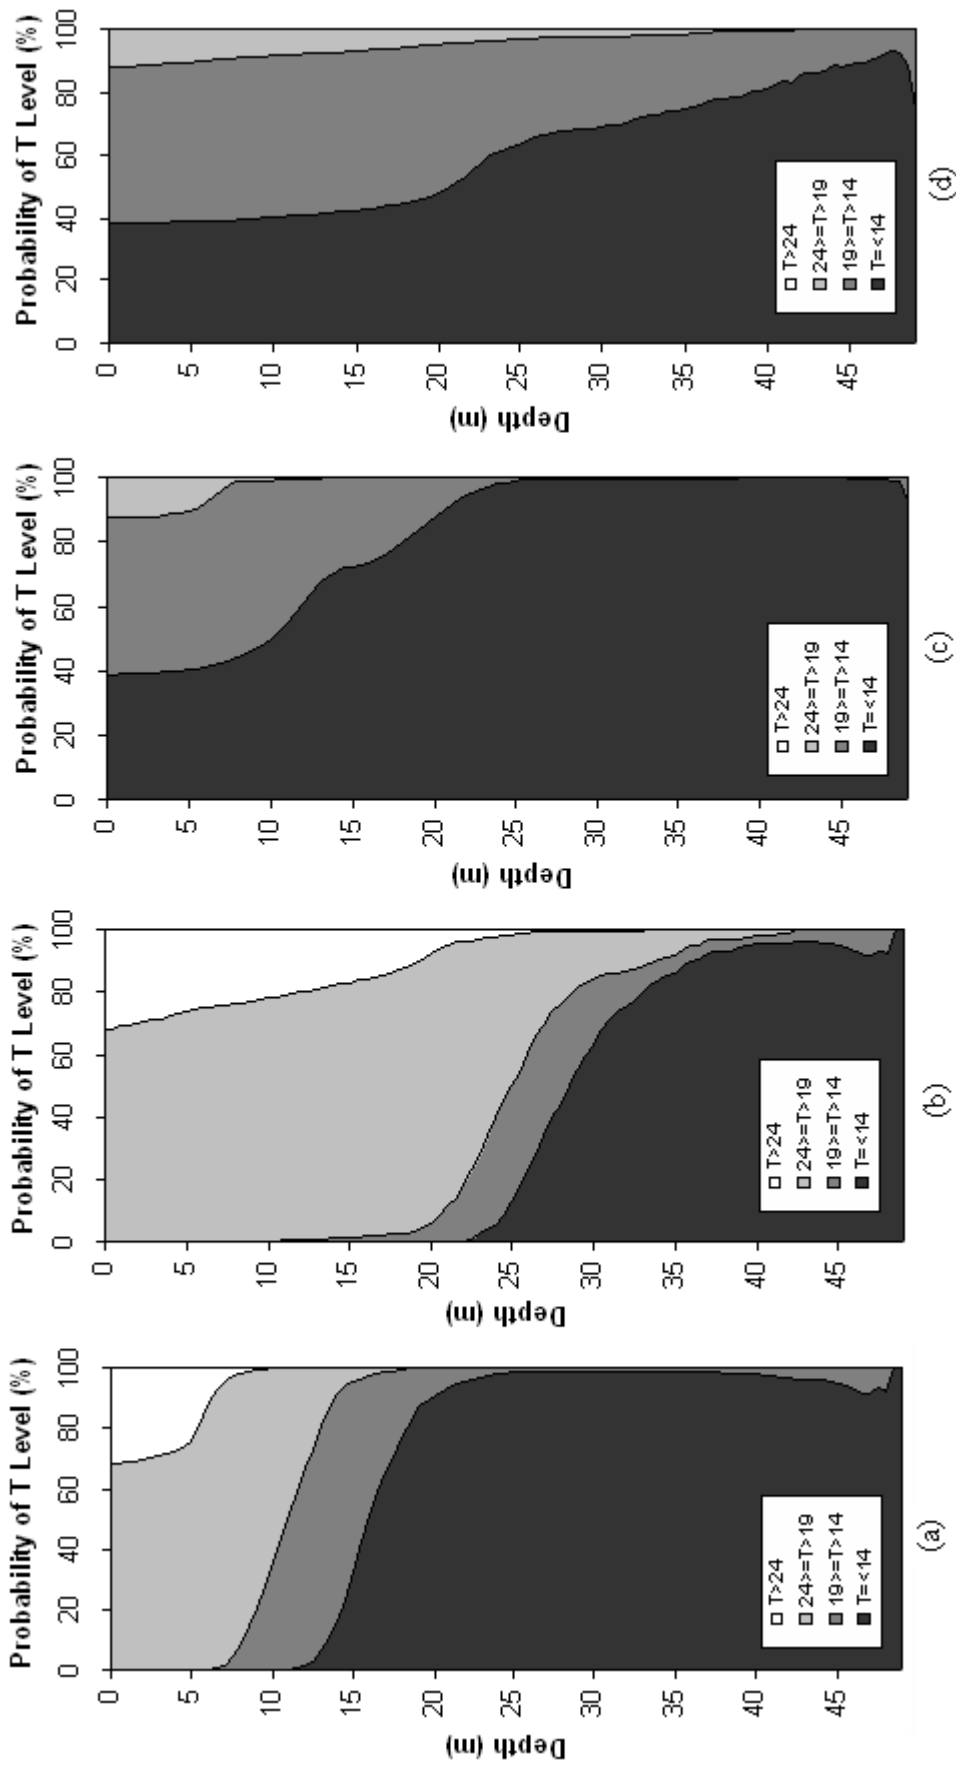 Probability of T Level (%)
0 20 40 60 80 100
Depth (m)
0
5
10
15
20
25
30
35
40
45
T>24
24>=T>19
19>=T>14
T=<14
(a)
Probability of T Level (%)
0 20 40 60 80 100
Depth (m)
0
5
10
15
20
25
30
35
40
45
T>24
24>=T>19
19>=T>14
T=<14
(b)
Probability of T Level (%)
0 20 40 60 80 100
Depth (m)
0
5
10
15
20
25
30
35
40
45
T>24
24>=T>19
19>=T>14
T=<14
(c)
Probability of T Level (%)
0 20 40 60 80 100
Depth (m)
0
5
10
15
20
25
30
35
40
45
T>24
24>=T>19
19>=T>14
T=<14
(d)